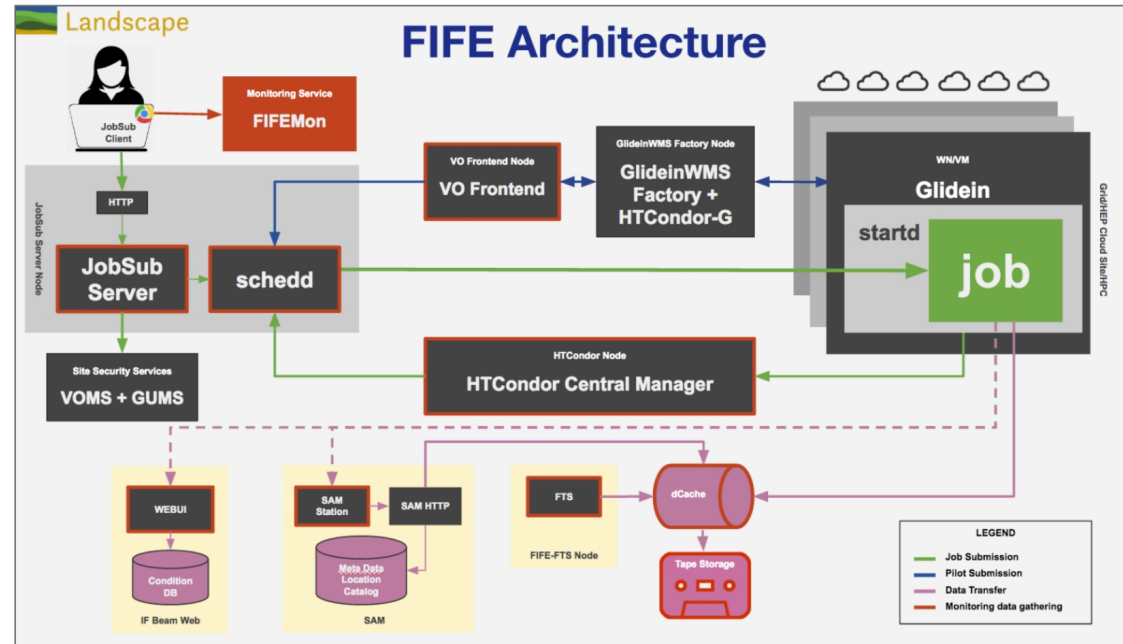 Landscape
FIFE Architecture
JobSub
Client
Monitoring Service
FIFEMon
HTTP
JobSub Server Node
JobSub
Server
schedd
VO Frontend Node
VO Frontend
GlideinWMS Factory Node
GlideinWMS
Factory +
HTCondor-G
WN/VM
Glidein
startd
job
Grid/HEP Cloud Site/HPC
Site Security Services
VOMS + GUMS
HTCondor Node
HTCondor Central Manager
WEBUI
Condition
DB
IF Beam Web
SAM
Station
SAM HTTP
Meta Data
Location
Catalog
SAM
FTS
FIFE-FTS Node
dCache
Tape Storage
LEGEND
Job Submission
Pilot Submission
Data Transfer
Monitoring data gathering